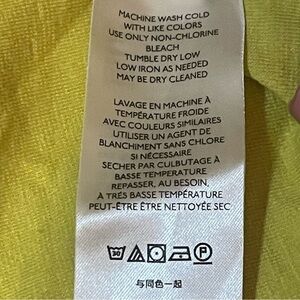 MACHINE WASH COLD
WITH LIKE COLORS
USE ONLY NON-CHLORINE
BLEACH
TUMBLE DRY LOW
LOW IRON AS NEEDED
MAY BE DRY CLEANED
LAVAGE EN MACHINE À
TEMPÉRATURE FROIDE
AVEC COULEURS SIMILAIRES
UTILISER UN AGENT DE
BLANCHIMENT SANS CHLORE
SI NÉCESSAIRE
SECHER PAR CULBUTAGE À
BASSE TEMPERATURE
REPASSER, AU BESOIN,
À TRÈS BASSE TEMPÉRATURE
PEUT-ÊTRE ÊTRE NETTOYÉE SEC
30 P
与同色一起